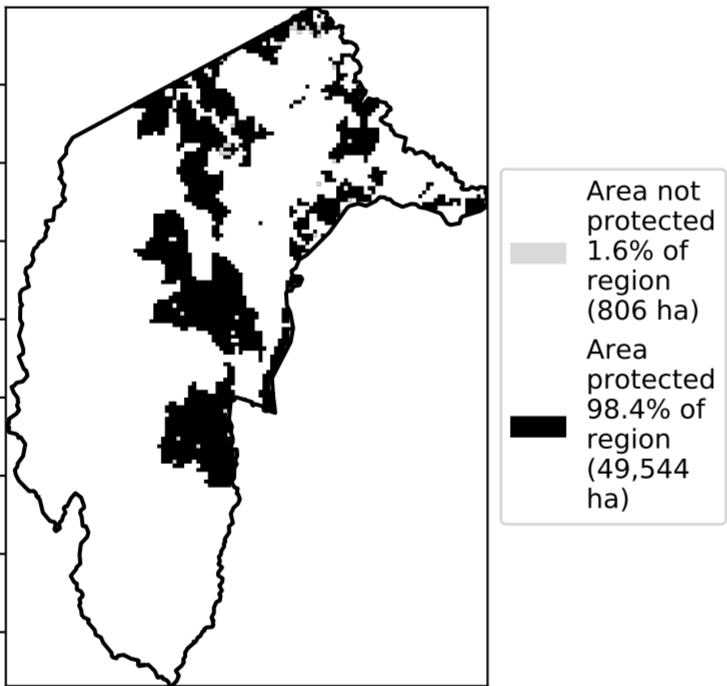 Area not
protected
1.6% of
region
(806 ha)
Area
protected
98.4% of
region
(49,544
ha)